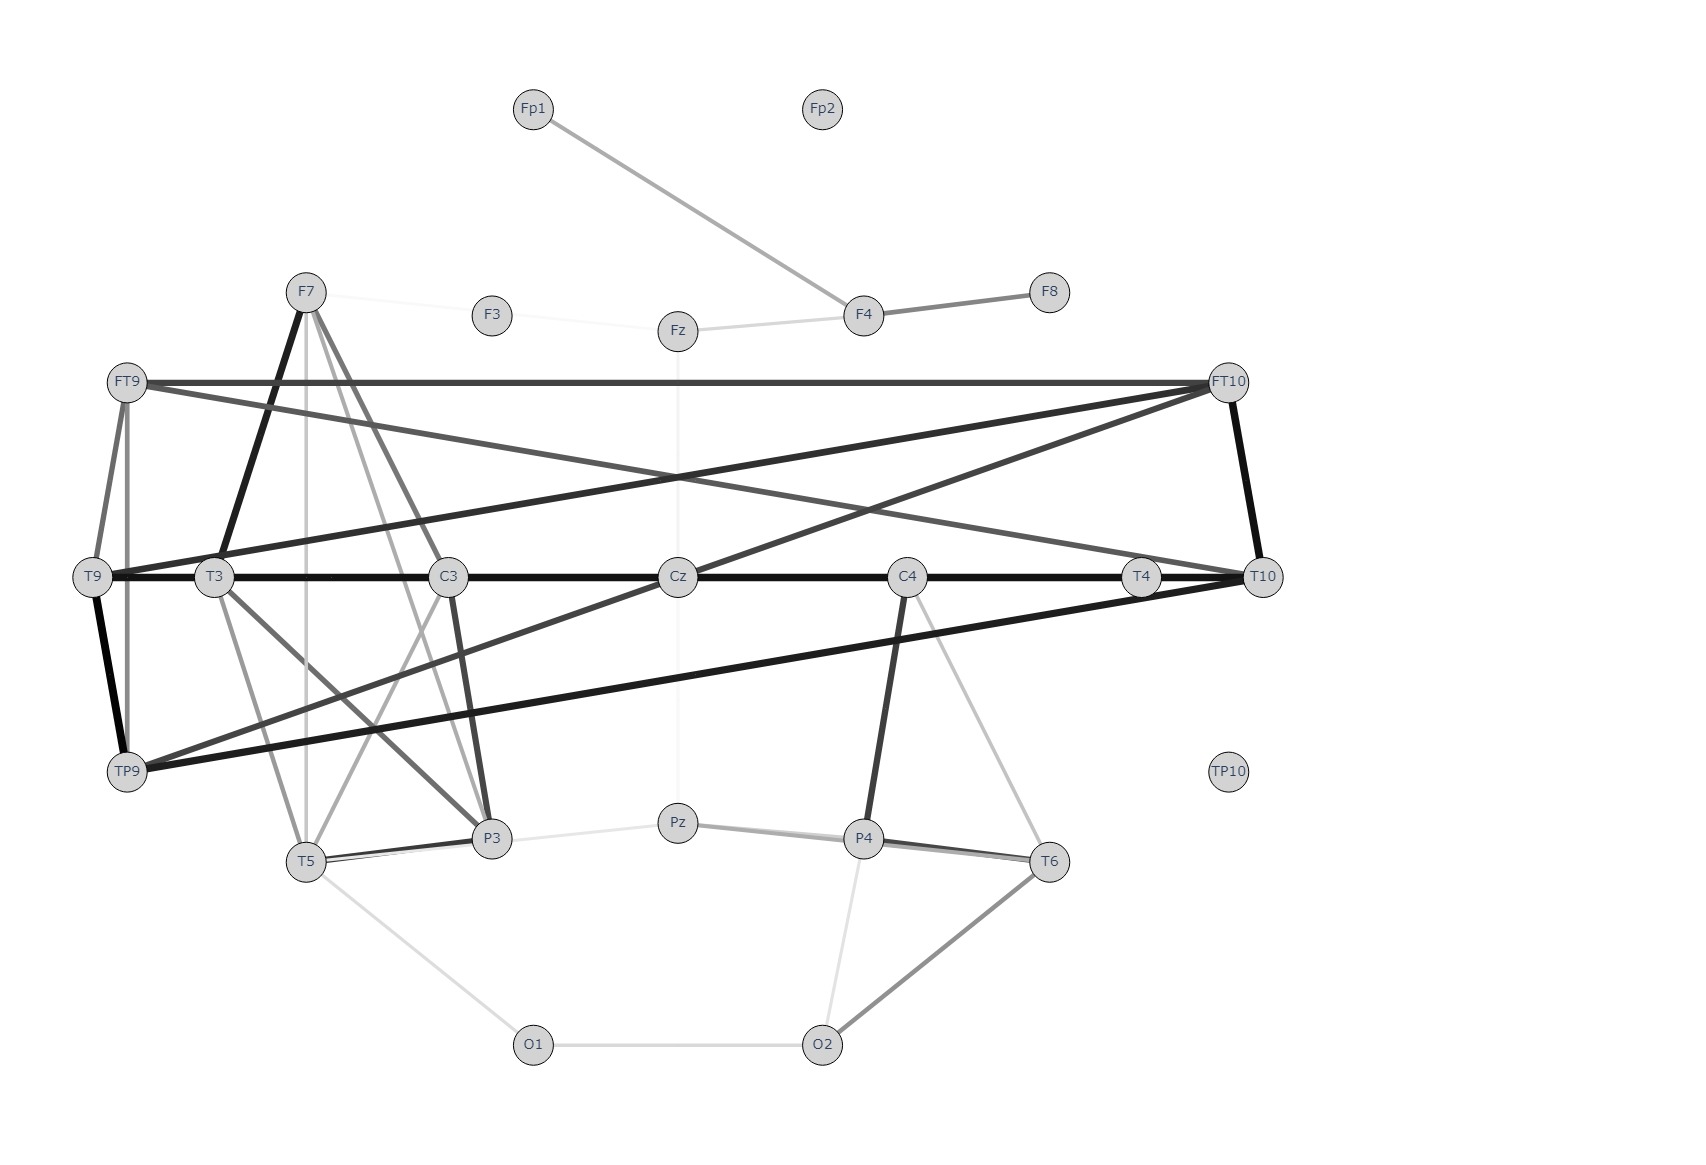 Fp1 Fp2
F7 F3 Fz F4 F8
FT9 FT10
T9 T3 C3 Cz C4 T4 T10
TP9 TP10
T5 P3 Pz P4 T6
O1 O2